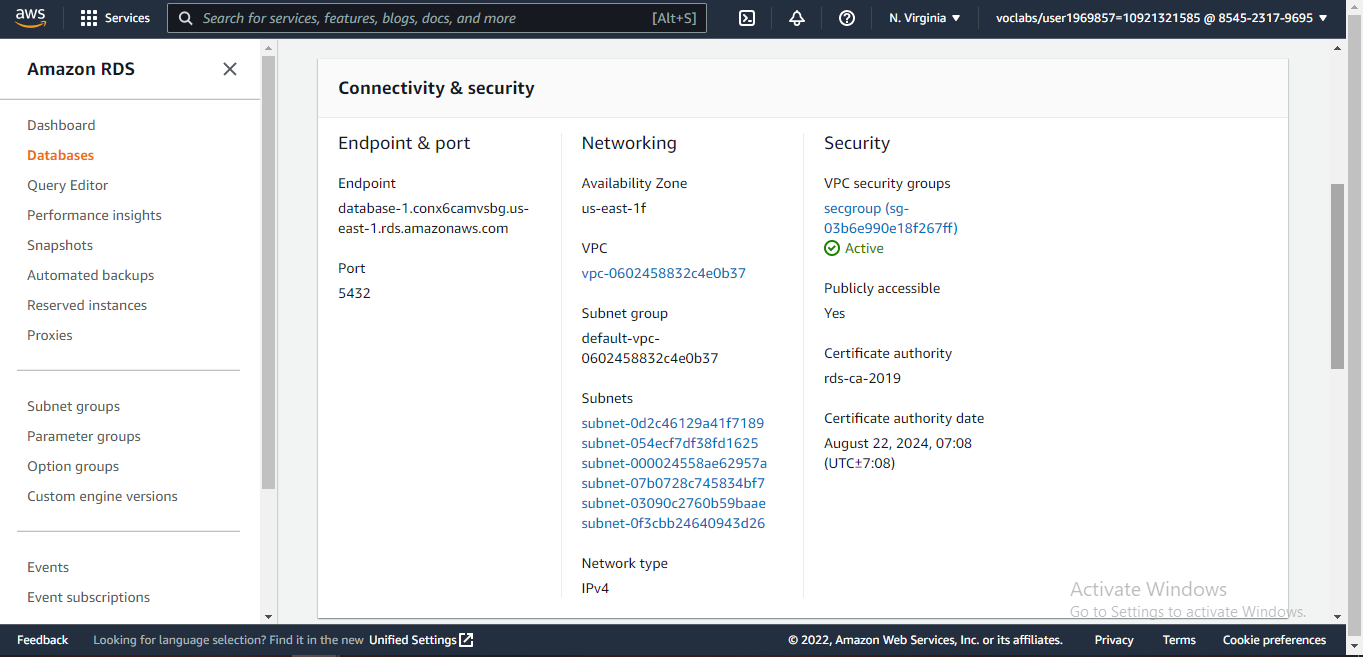 aws
Services
Search for services, features, blogs, docs, and more
[Alt+S]
N. Virginia
voclabs/user1969857=10921321585 @ 8545-2317-9695
Amazon RDS
Dashboard
Databases
Query Editor
Performance insights
Snapshots
Automated backups
Reserved instances
Proxies
Subnet groups
Parameter groups
Option groups
Custom engine versions
Events
Event subscriptions
Connectivity & security
Endpoint & port
Endpoint
database-1.conx6camvsbg.us-
east-1.rds.amazonaws.com
Port
5432
Networking
Availability Zone
us-east-1f
VPC
vpc-0602458832c4e0b37
Subnet group
default-vpc-
0602458832c4e0b37
Subnets
subnet-0d2c46129a41f7189
subnet-054ecf7df38fd1625
subnet-000024558ae62957a
subnet-07b0728c745834bf7
subnet-03090c2760b59baae
subnet-0f3cbb24640943d26
Network type
IPv4
Security
VPC security groups
secgroup (sg-
03b6e990e18f267ff)
Active
Publicly accessible
Yes
Certificate authority
rds-ca-2019
Certificate authority date
August 22, 2024, 07:08
(UTC±7:08)
Activate Windows
Go to Settings to activate Windows.
Feedback
Looking for language selection? Find it in the new Unified Settings
© 2022, Amazon Web Services, Inc. or its affiliates.
Privacy
Terms
Cookie preferences